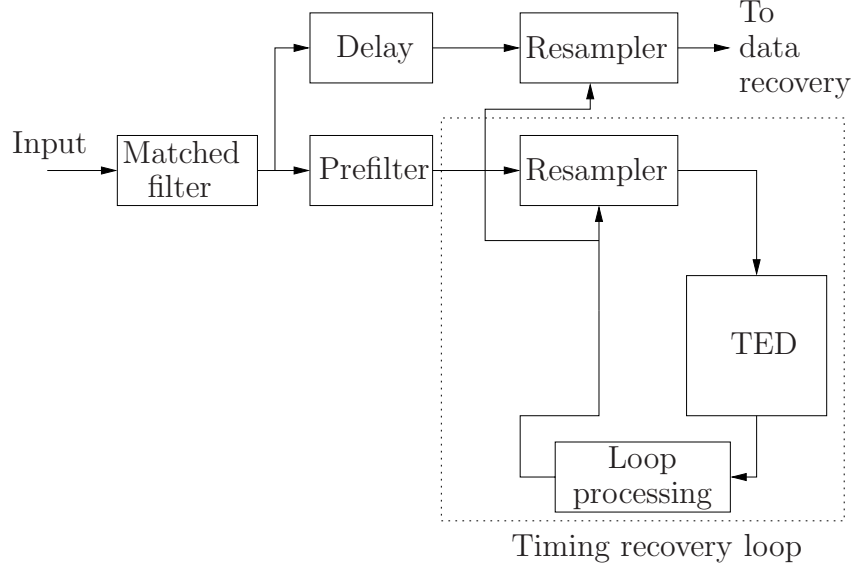 To
data
recovery
Delay
Resampler
Input
Matched
filter
Prefilter
Resampler
TED
Loop
processing
Timing recovery loop